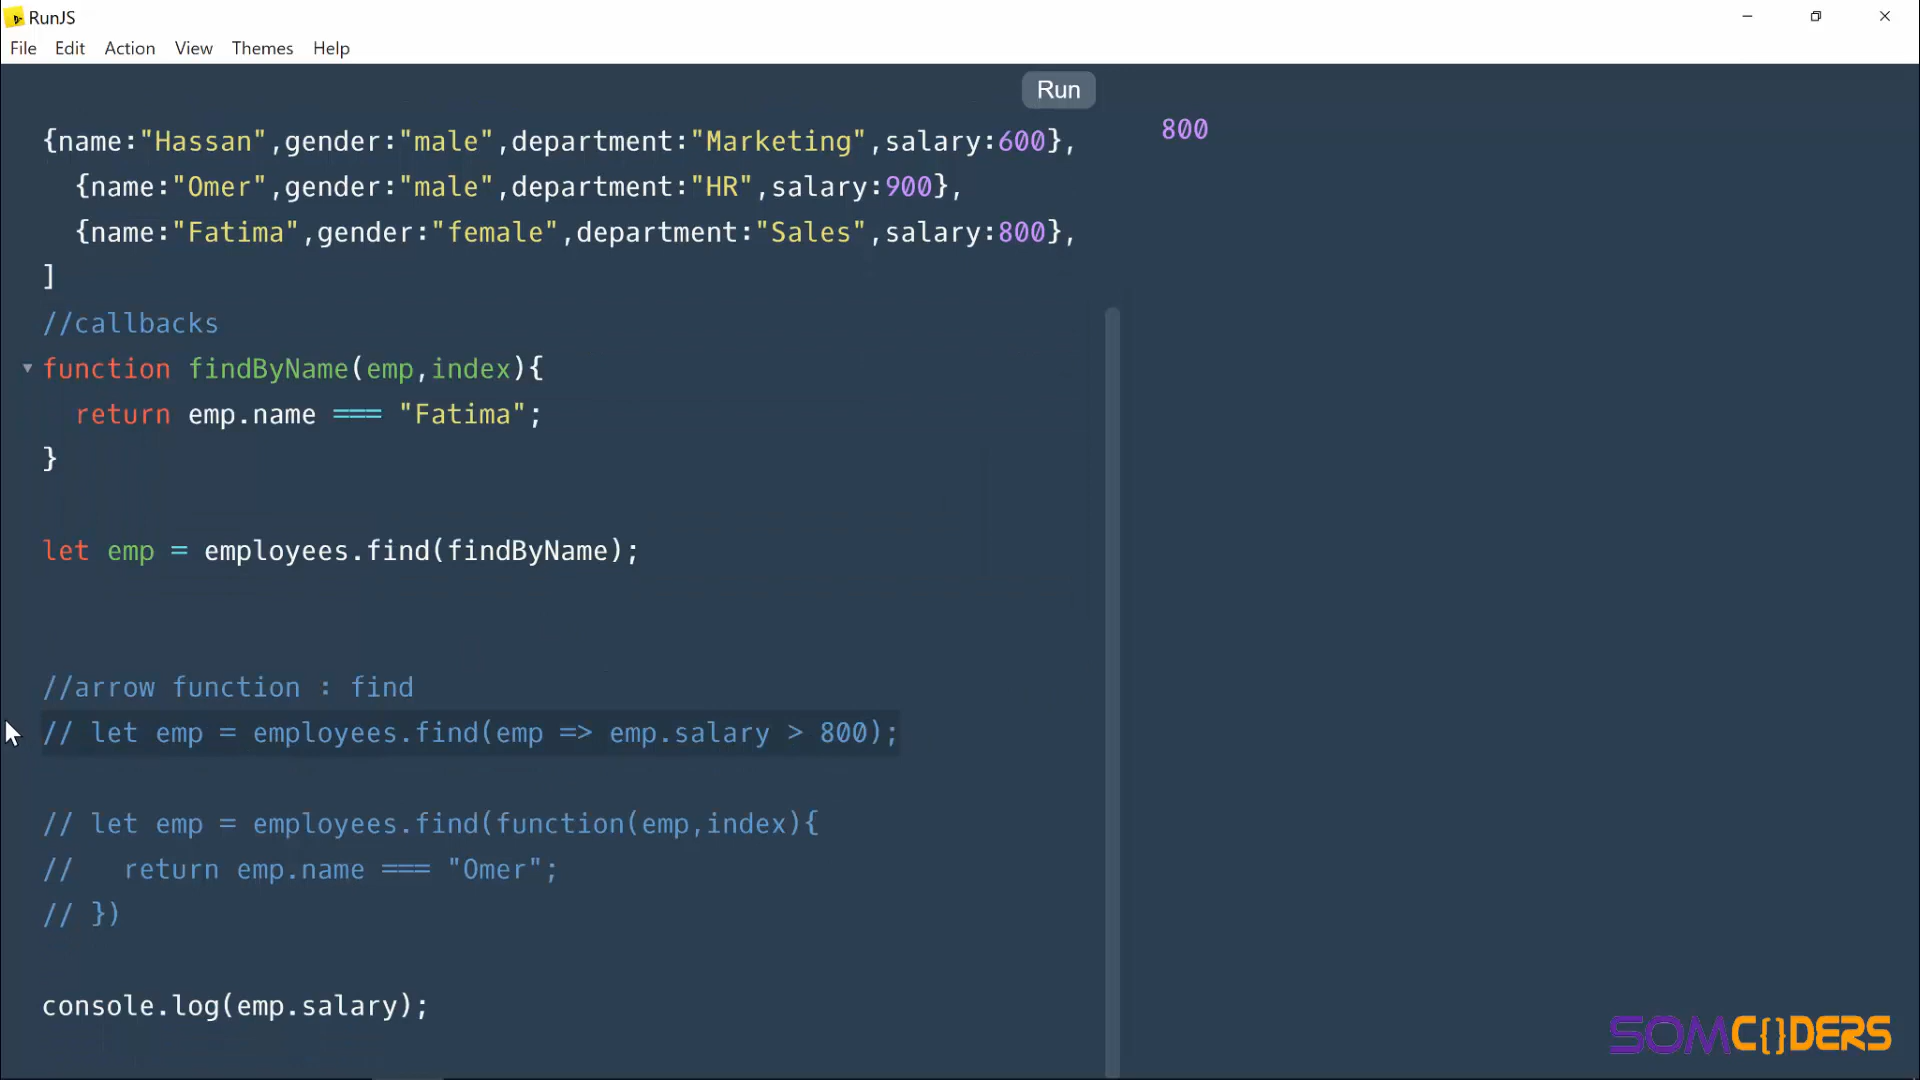 RunJS
File Edit Action View Themes Help
Run
{name:"Hassan",gender:"male",department:"Marketing",salary:600},
{name:"Omer",gender:"male",department:"HR",salary:900},
{name:"Fatima",gender:"female",department:"Sales",salary:800},
]
//callbacks
function findByName(emp,index){
return emp.name === "Fatima";
}
let emp = employees.find(findByName);
//arrow function : find
// let emp = employees.find(emp => emp.salary > 800);
// let emp = employees.find(function(emp,index){
//   return emp.name === "Omer";
// })
console.log(emp.salary);
800
SOMC{}DERS